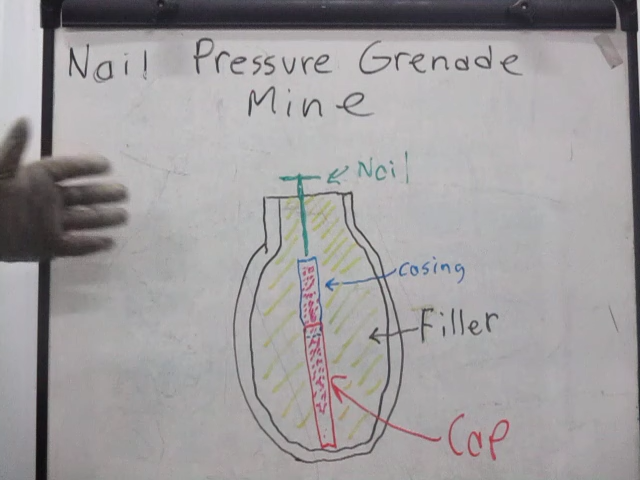 Nail Pressure Grenade
Mine
Nail
casing
Filler
Cap